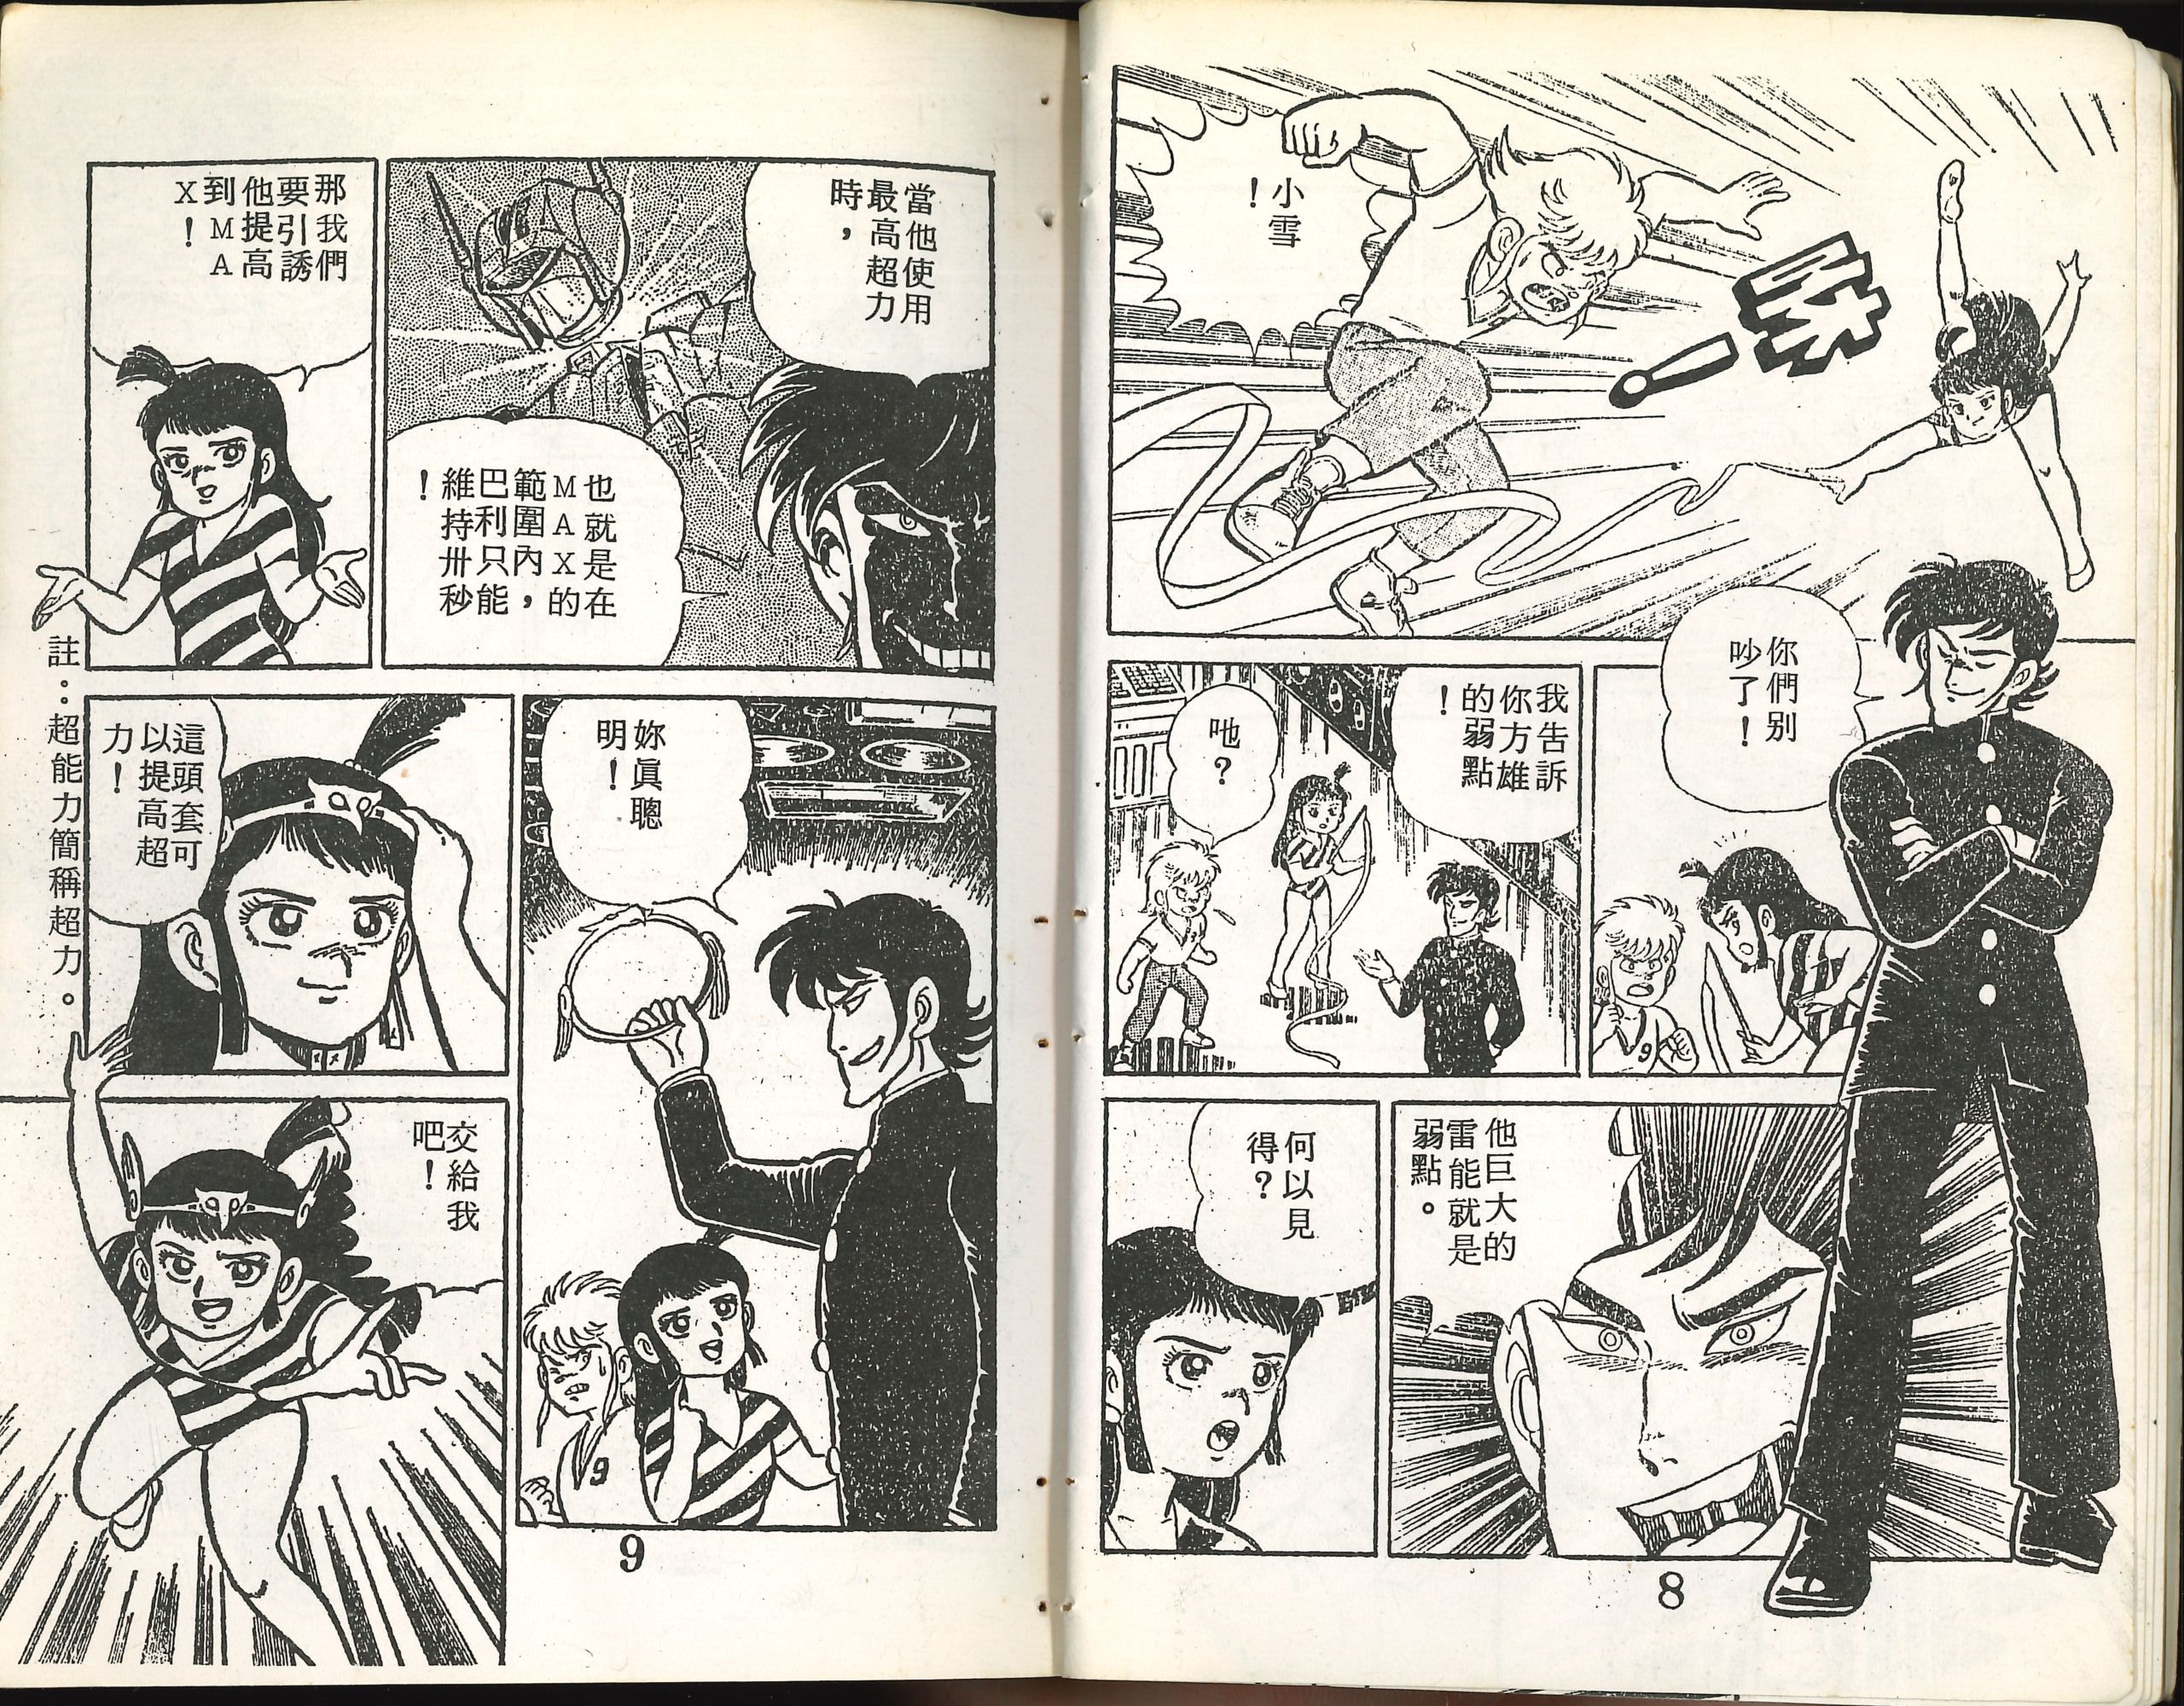 小雪
!
你們別
吵了!
我告訴
你方雄
的弱點
!
吔?
他巨大的
雷能就是
弱點。
何以見
得?
8
當他使用
最高超力
時,
也就是在
MAX的
範圍內,
巴利只能
維持卅秒
!
那我們
要引誘
他提高
到MA
X!
妳眞聰
明!
這頭套可
以提高超
力!
交給我
吧!
註:超能力簡稱超力。
9
9
9